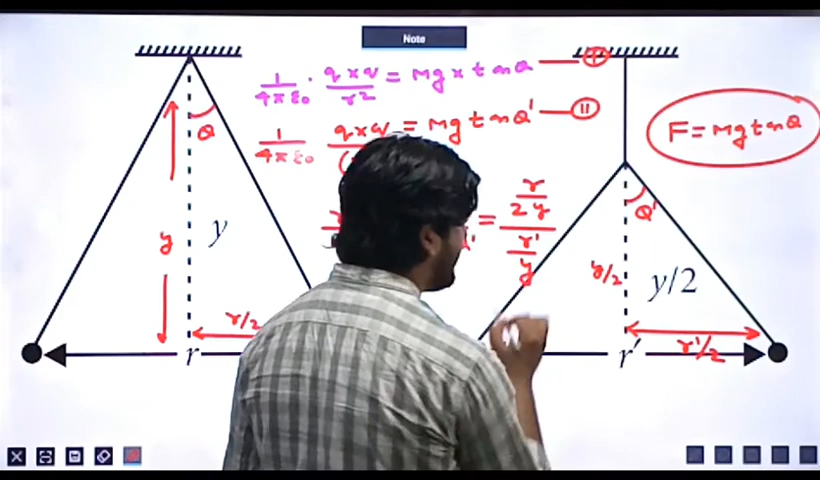 Note
1/4πε₀ · q×q/r² = Mg×tanθ — I
1/4πε₀ q×q/( = Mg tanθ' — II
F = Mg tanθ
θ
y
y
= r/2y / r'/y
θ'
y/2
y/2
r/2
r
r'
r'/2